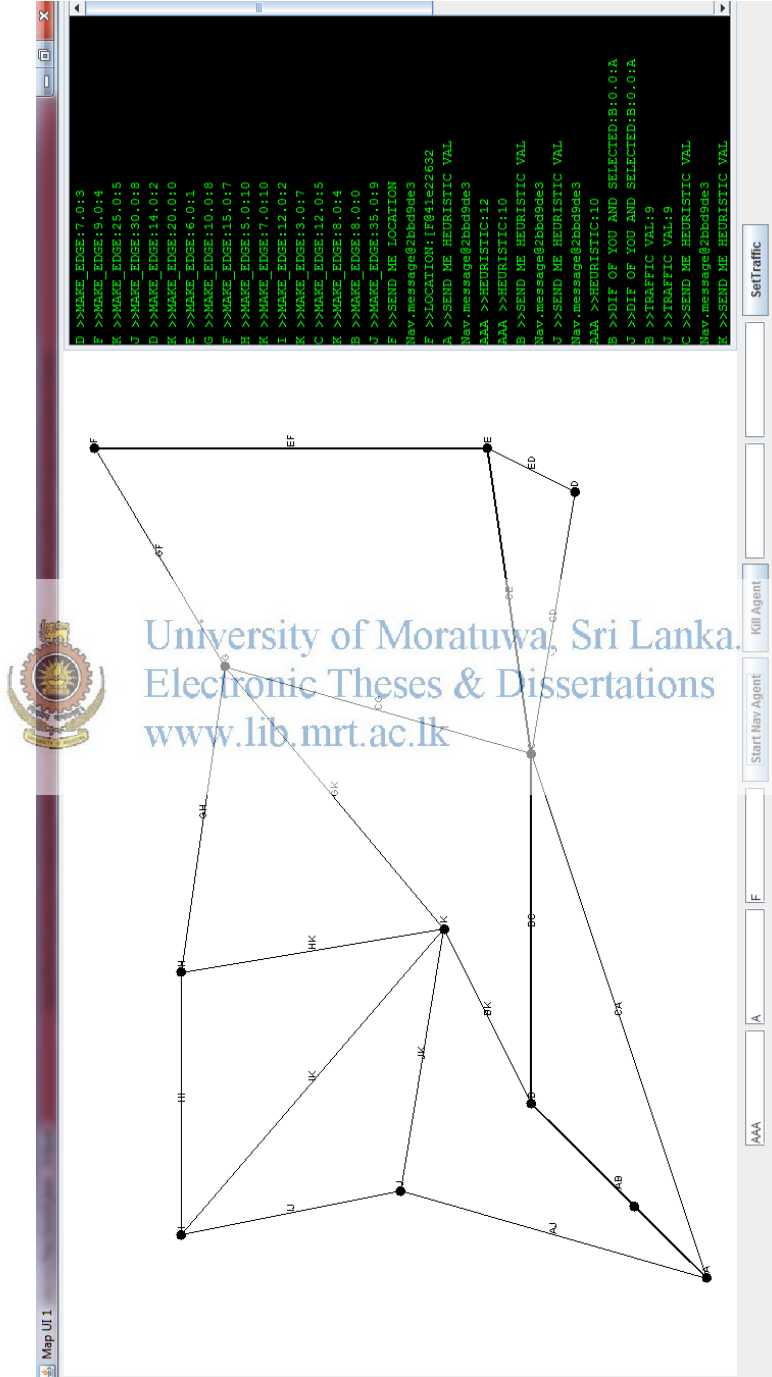 Map UI 1
D >>MAKE_EDGE:7.0:3
F >>MAKE_EDGE:9.0:4
K >>MAKE_EDGE:25.0:5
J >>MAKE_EDGE:30.0:8
D >>MAKE_EDGE:14.0:2
K >>MAKE_EDGE:20.0:0
E >>MAKE_EDGE:6.0:1
G >>MAKE_EDGE:10.0:8
F >>MAKE_EDGE:15.0:7
H >>MAKE_EDGE:5.0:10
K >>MAKE_EDGE:7.0:10
I >>MAKE_EDGE:12.0:2
K >>MAKE_EDGE:3.0:7
C >>MAKE_EDGE:12.0:5
K >>MAKE_EDGE:8.0:4
B >>MAKE_EDGE:8.0:0
J >>MAKE_EDGE:35.0:9
F >>SEND ME LOCATION
Nav.message@2bbd9de3
F >>LOCATION:[F@41e22632
A >>SEND ME HEURISTIC VAL
Nav.message@2bbd9de3
AAA >>HEURISTIC:12
AAA >>HEURISTIC:10
B >>SEND ME HEURISTIC VAL
Nav.message@2bbd9de3
J >>SEND ME HEURISTIC VAL
Nav.message@2bbd9de3
AAA >>HEURISTIC:10
B >>DIF OF YOU AND SELECTED:B:0.0:A
J >>DIF OF YOU AND SELECTED:B:0.0:A
B >>TRAFFIC VAL:9
J >>TRAFFIC VAL:9
C >>SEND ME HEURISTIC VAL
Nav.message@2bbd9de3
K >>SEND ME HEURISTIC VAL
F
EF
E
ED
D
GF
CE
CD
G
CG
C
GK
GH
K
HK
H
BC
BK
CA
JK
IK
HI
B
J
AB
IJ
I
AJ
A
University of Moratuwa, Sri Lanka.
Electronic Theses & Dissertations
www.lib.mrt.ac.lk
AAA
A
F
Start Nav Agent
Kill Agent
SetTraffic